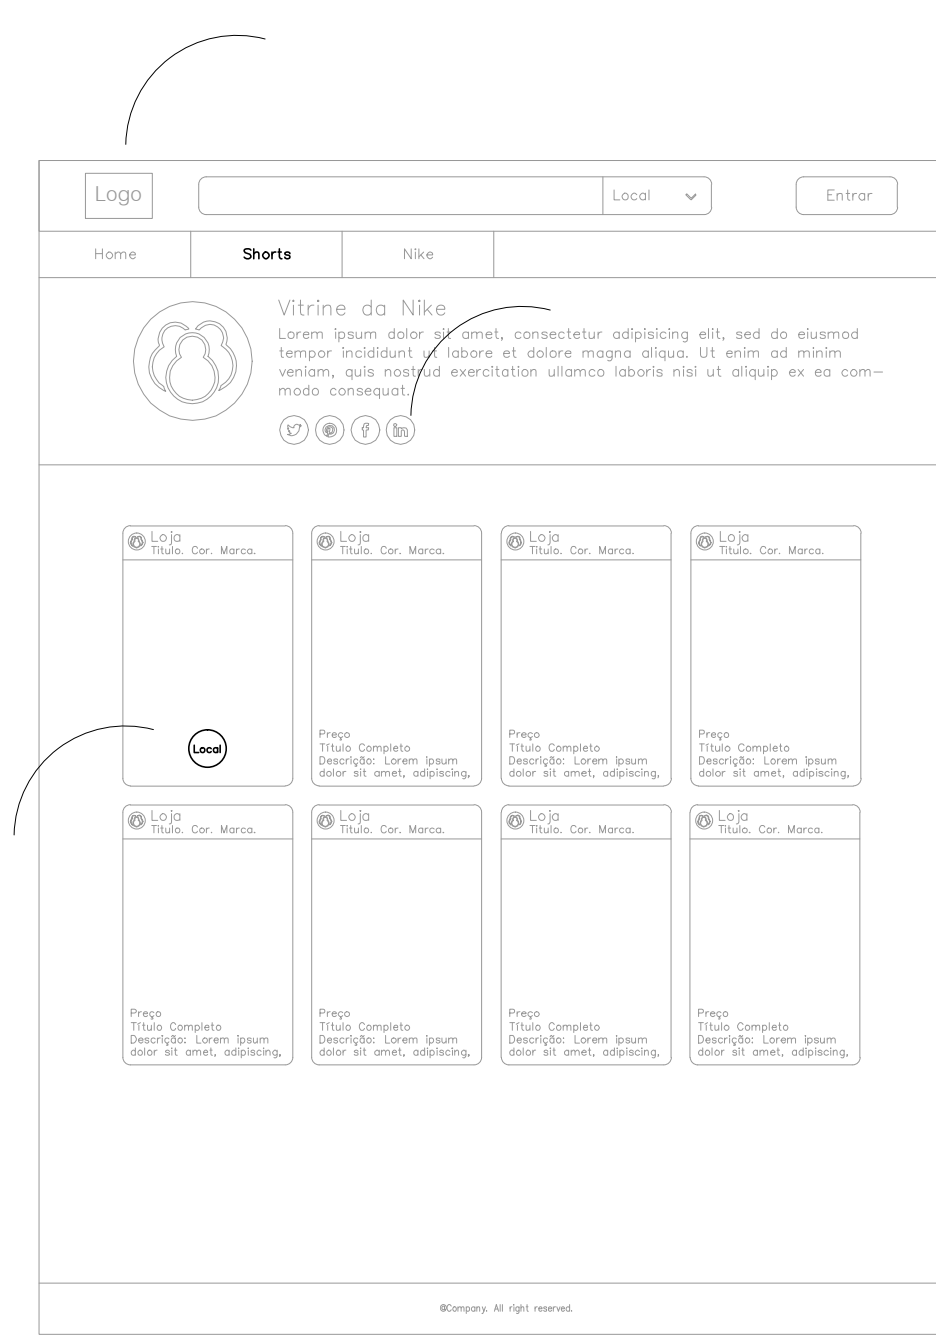 Logo
Local
Entrar
Home
Shorts
Nike
Vitrine da Nike
Lorem ipsum dolor sit amet, consectetur adipisicing elit, sed do eiusmod
tempor incididunt ut labore et dolore magna aliqua. Ut enim ad minim
veniam, quis nostrud exercitation ullamco laboris nisi ut aliquip ex ea com-
modo consequat.
Loja
Titulo. Cor. Marca.
Local
Loja
Titulo. Cor. Marca.
Preço
Título Completo
Descrição: Lorem ipsum
dolor sit amet, adipiscing,
Loja
Titulo. Cor. Marca.
Preço
Título Completo
Descrição: Lorem ipsum
dolor sit amet, adipiscing,
Loja
Titulo. Cor. Marca.
Preço
Título Completo
Descrição: Lorem ipsum
dolor sit amet, adipiscing,
Loja
Titulo. Cor. Marca.
Preço
Título Completo
Descrição: Lorem ipsum
dolor sit amet, adipiscing,
Loja
Titulo. Cor. Marca.
Preço
Título Completo
Descrição: Lorem ipsum
dolor sit amet, adipiscing,
Loja
Titulo. Cor. Marca.
Preço
Título Completo
Descrição: Lorem ipsum
dolor sit amet, adipiscing,
Loja
Titulo. Cor. Marca.
Preço
Título Completo
Descrição: Lorem ipsum
dolor sit amet, adipiscing,
@Company. All right reserved.